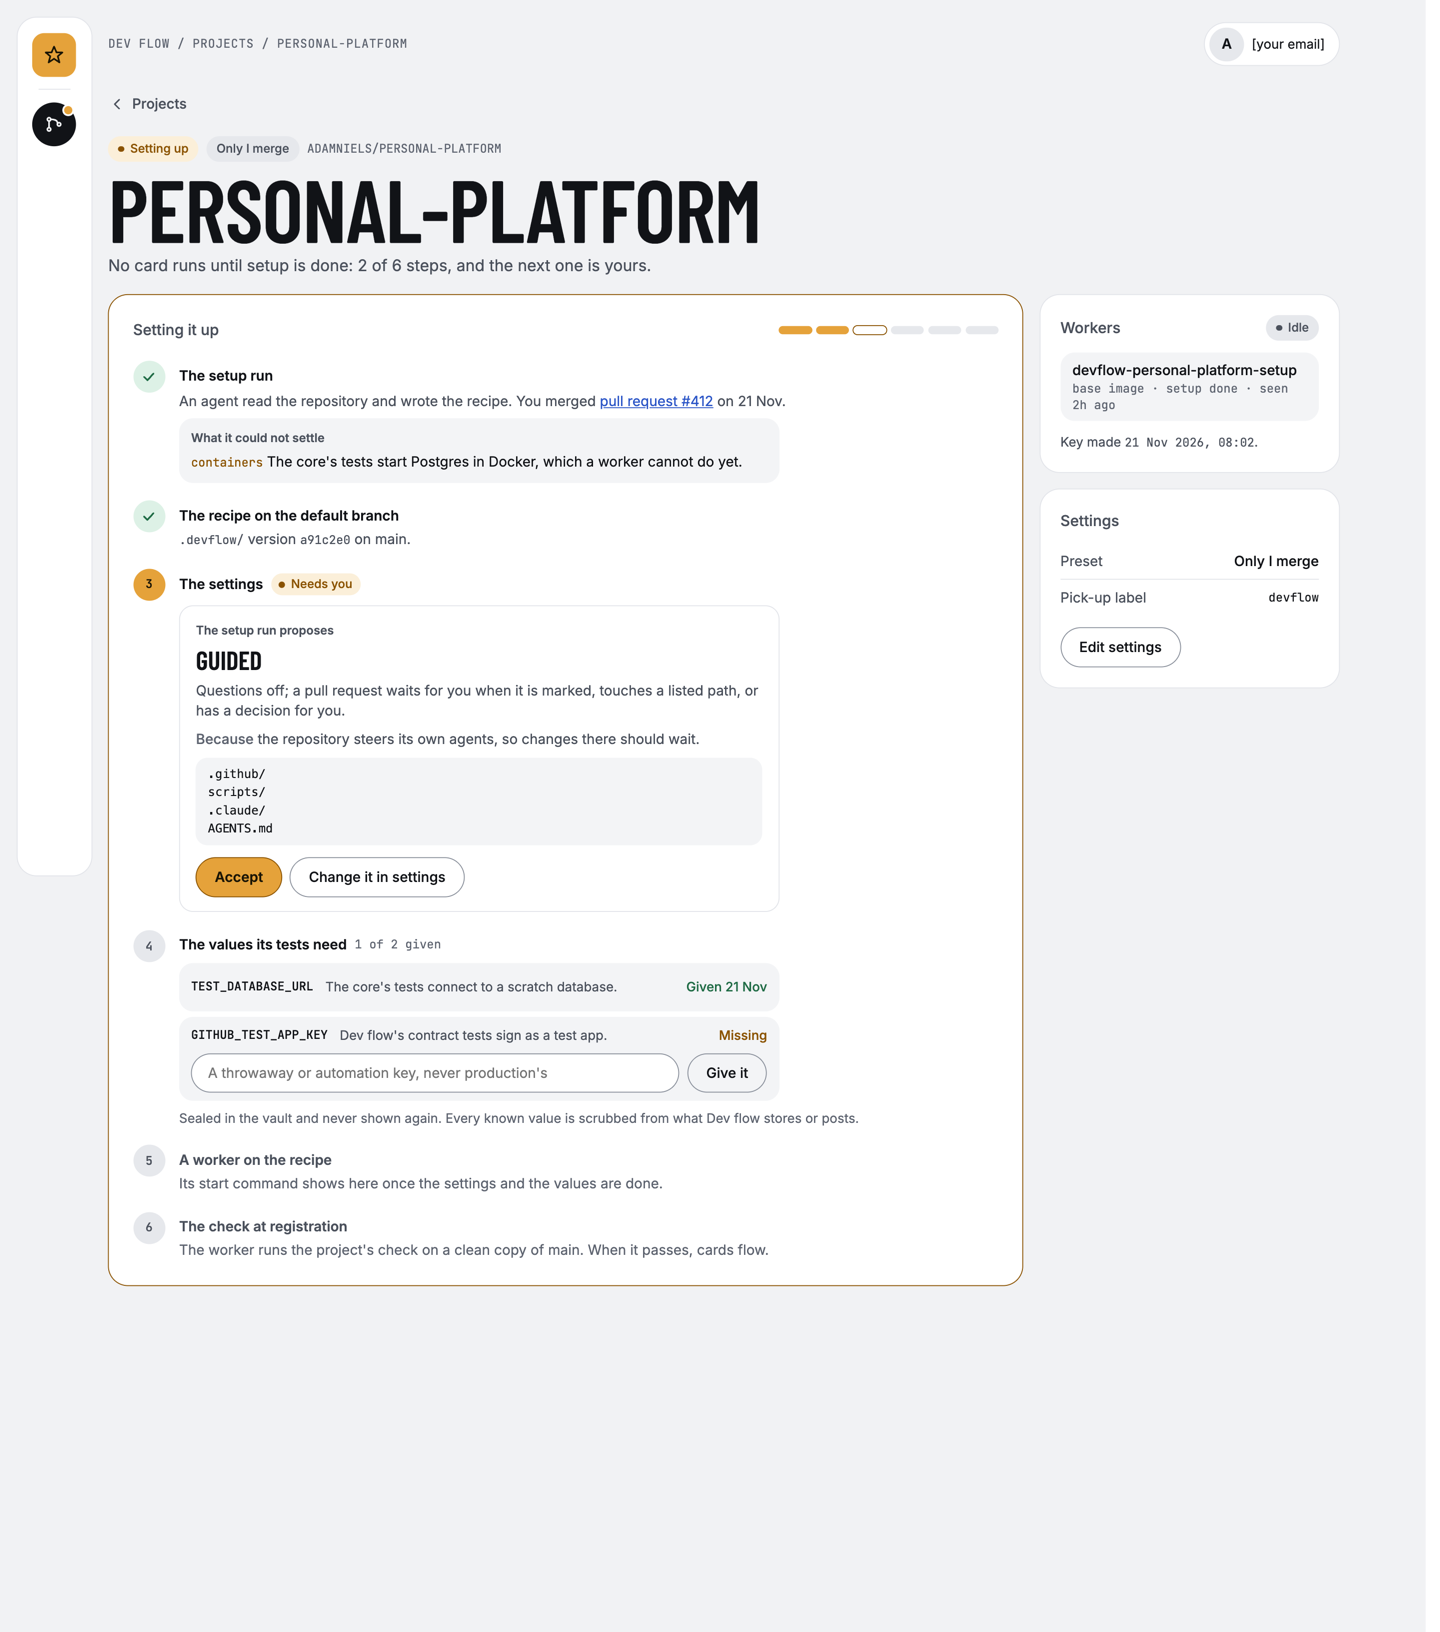 DEV FLOW / PROJECTS / PERSONAL-PLATFORM
A [your email]
Projects
Setting up
Only I merge
ADAMNIELS/PERSONAL-PLATFORM
PERSONAL-PLATFORM
No card runs until setup is done: 2 of 6 steps, and the next one is yours.
Setting it up
The setup run
An agent read the repository and wrote the recipe. You merged pull request #412 on 21 Nov.
What it could not settle
containers The core's tests start Postgres in Docker, which a worker cannot do yet.
The recipe on the default branch
.devflow/ version a91c2e0 on main.
3 The settings Needs you
The setup run proposes
GUIDED
Questions off; a pull request waits for you when it is marked, touches a listed path, or
has a decision for you.
Because the repository steers its own agents, so changes there should wait.
.github/
scripts/
.claude/
AGENTS.md
Accept
Change it in settings
4 The values its tests need 1 of 2 given
TEST_DATABASE_URL The core's tests connect to a scratch database. Given 21 Nov
GITHUB_TEST_APP_KEY Dev flow's contract tests sign as a test app. Missing
A throwaway or automation key, never production's
Give it
Sealed in the vault and never shown again. Every known value is scrubbed from what Dev flow stores or posts.
5 A worker on the recipe
Its start command shows here once the settings and the values are done.
6 The check at registration
The worker runs the project's check on a clean copy of main. When it passes, cards flow.
Workers
Idle
devflow-personal-platform-setup
base image · setup done · seen
2h ago
Key made 21 Nov 2026, 08:02.
Settings
Preset Only I merge
Pick-up label devflow
Edit settings